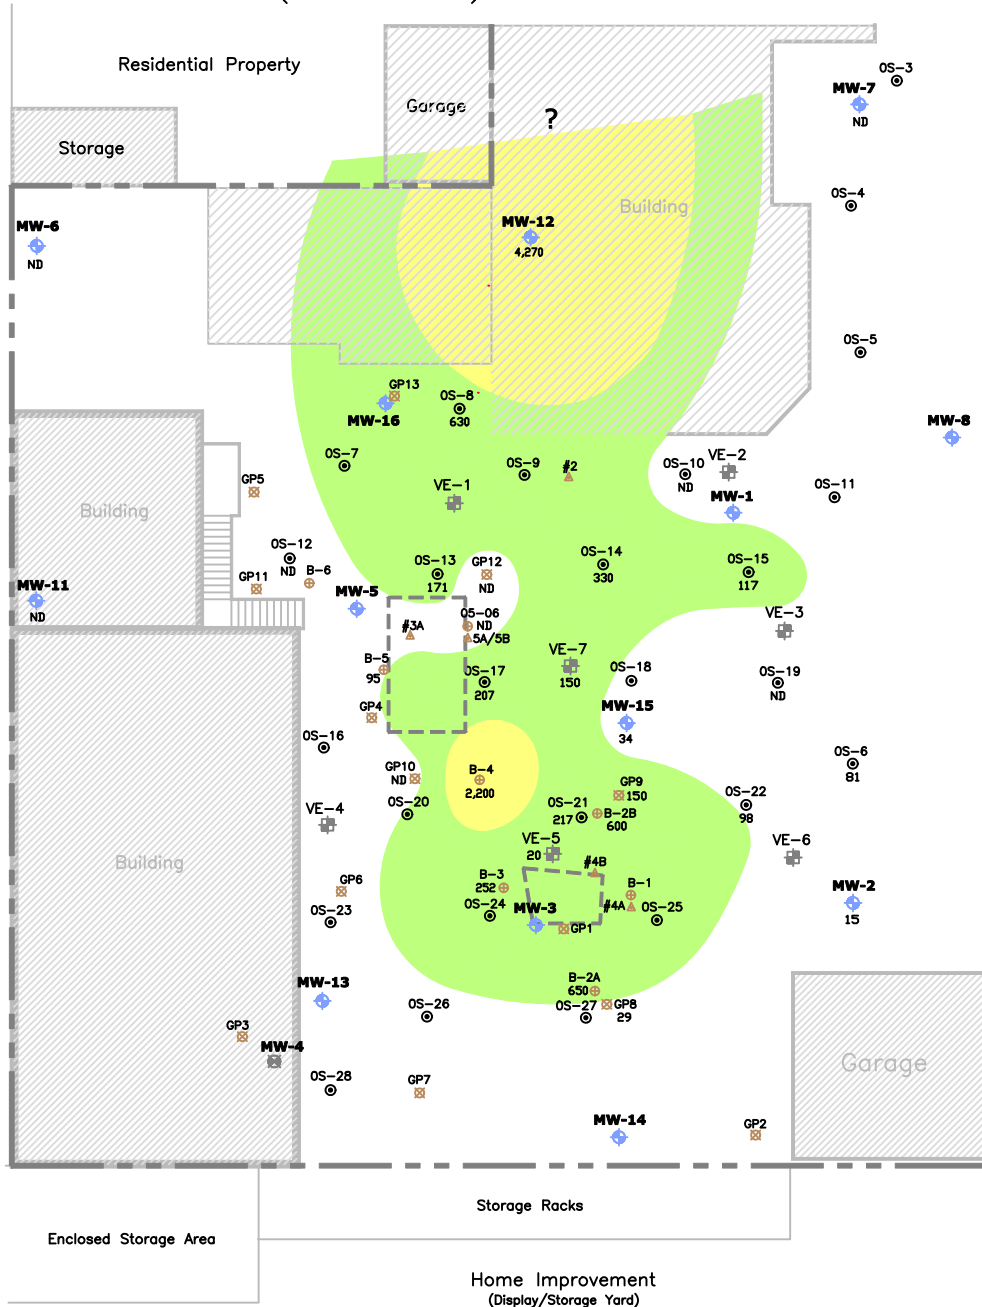 Residential Property
OS-3
MW-7
ND
Garage
?
Storage
OS-4
Building
MW-6
ND
MW-12
4,270
OS-5
GP13
MW-16
OS-8
630
MW-8
OS-7
OS-9
#2
OS-10
ND
VE-2
MW-1
OS-11
GP5
VE-1
Building
OS-12
ND
B-6
GP11
OS-13
171
GP12
ND
OS-14
330
OS-15
117
MW-11
ND
MW-5
#3A
05-06
ND
5A/5B
VE-3
B-5
95
OS-17
207
VE-7
150
OS-18
OS-19
ND
GP4
MW-15
34
OS-16
GP10
ND
B-4
2,200
OS-6
81
GP9
150
OS-20
OS-21
217
B-2B
600
OS-22
98
VE-4
VE-5
20
VE-6
Building
#4B
B-3
252
B-1
GP6
MW-2
15
OS-23
OS-24
MW-3
#4A
OS-25
GP1
MW-13
B-2A
650
OS-26
OS-27
GP8
29
GP3
MW-4
Garage
OS-28
GP7
MW-14
GP2
Storage Racks
Enclosed Storage Area
Home Improvement
(Display/Storage Yard)